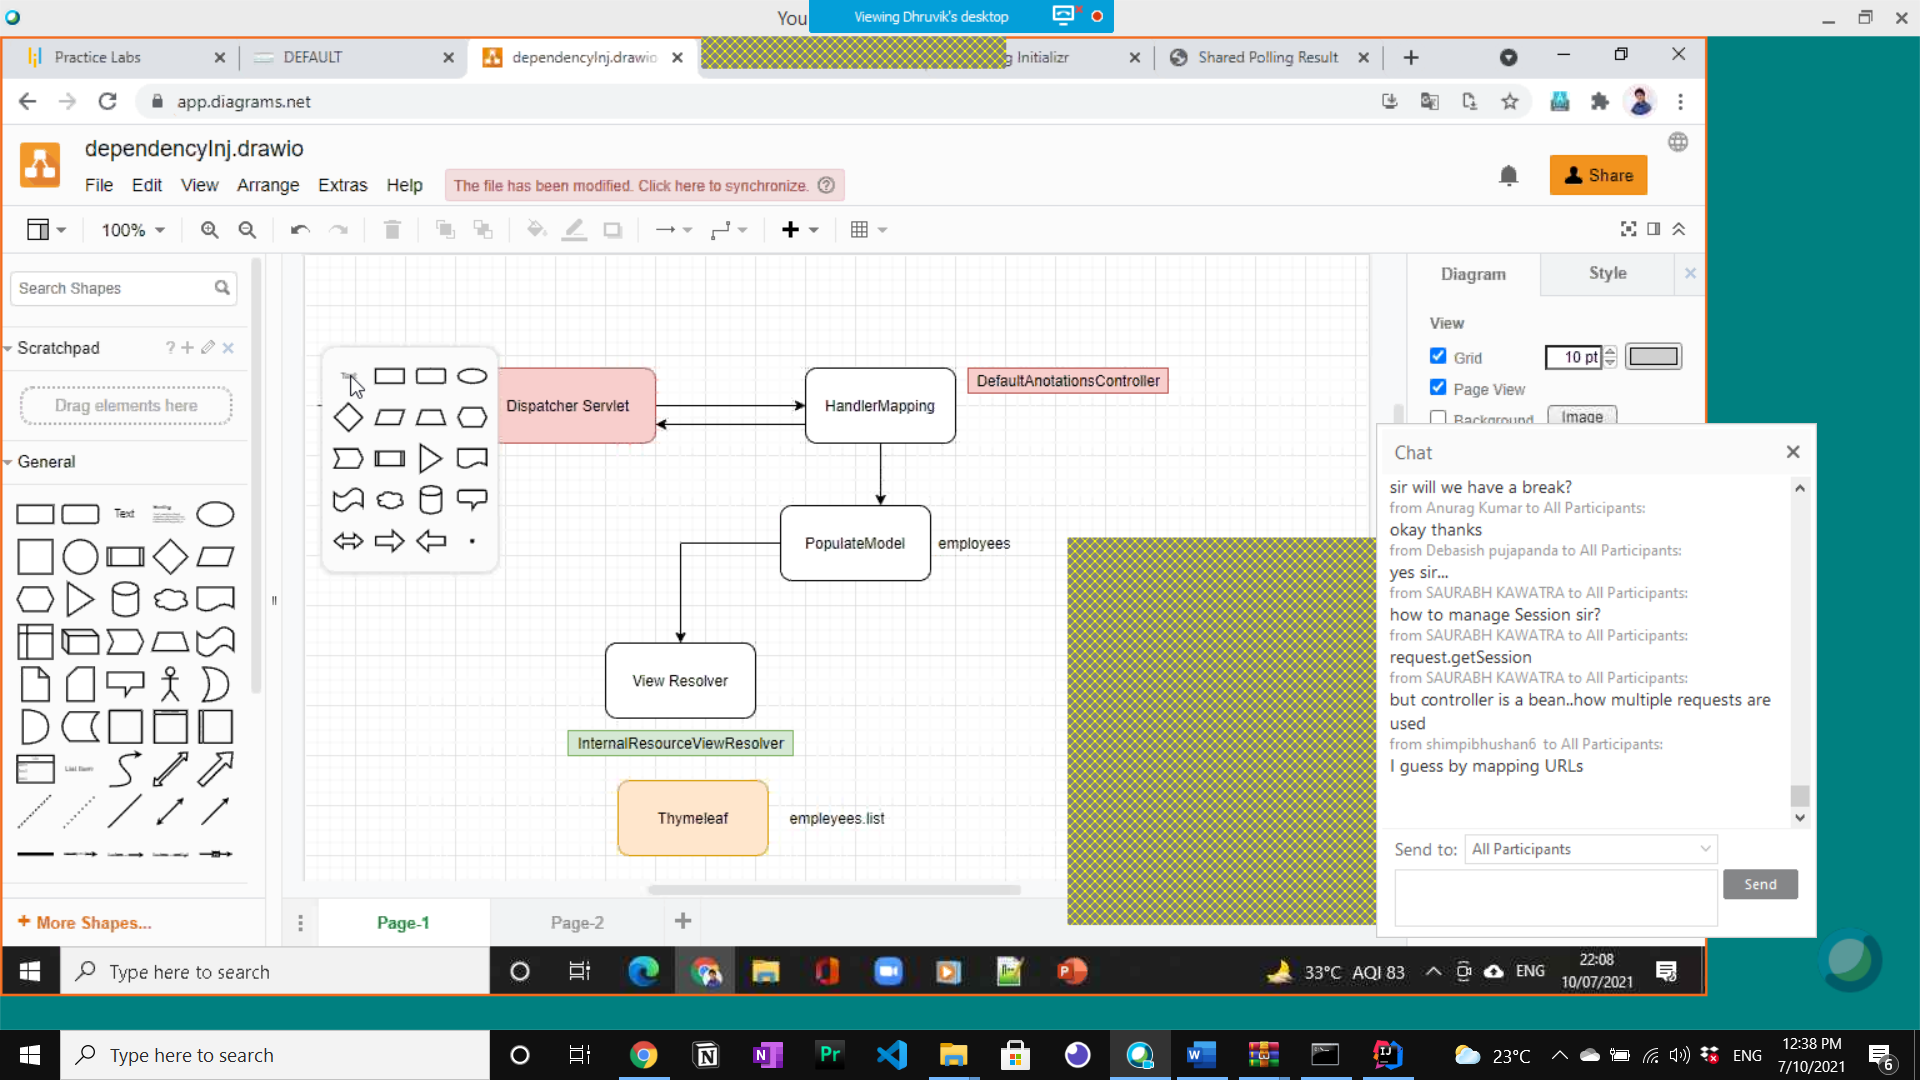 You
Viewing Dhruvik's desktop
Practice Labs
DEFAULT
dependencyInj.drawio
g Initializr
Shared Polling Result
app.diagrams.net
dependencyInj.drawio
File Edit View Arrange Extras Help
The file has been modified. Click here to synchronize.
Share
100%
Search Shapes
Scratchpad
Drag elements here
General
Text
List Item
+ More Shapes...
Dispatcher Servlet
HandlerMapping
DefaultAnotationsController
PopulateModel
employees
View Resolver
InternalResourceViewResolver
Thymeleaf
empleyees.list
Page-1
Page-2
Diagram
Style
View
Grid
10 pt
Page View
Background
Image
Chat
sir will we have a break?
from Anurag Kumar to All Participants:
okay thanks
from Debasish pujapanda to All Participants:
yes sir...
from SAURABH KAWATRA to All Participants:
how to manage Session sir?
from SAURABH KAWATRA to All Participants:
request.getSession
from SAURABH KAWATRA to All Participants:
but controller is a bean..how multiple requests are
used
from shimpibhushan6 to All Participants:
I guess by mapping URLs
Send to:
All Participants
Send
Type here to search
33°C AQI 83
ENG
22:08
10/07/2021
Type here to search
23°C
ENG
12:38 PM
7/10/2021
6